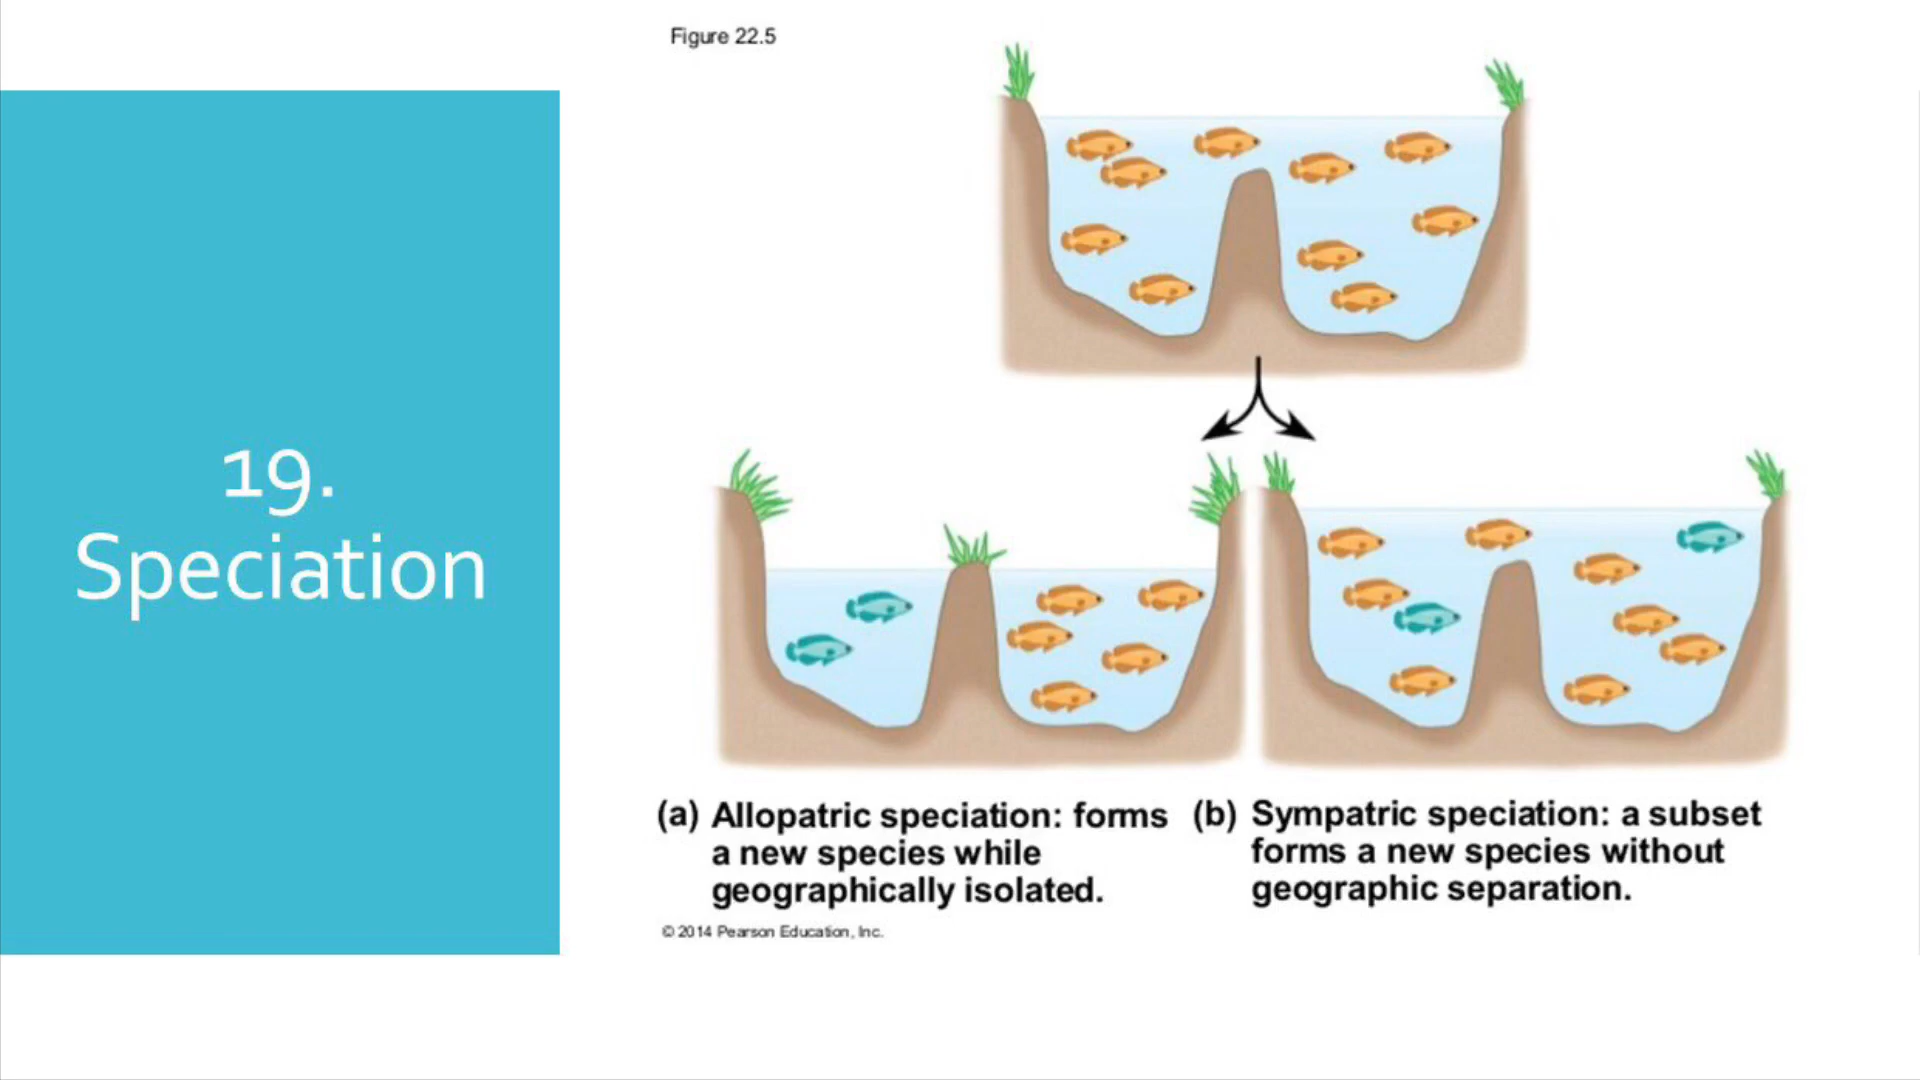 19.
Speciation
Figure 22.5
(a) Allopatric speciation: forms
a new species while
geographically isolated.
(b) Sympatric speciation: a subset
forms a new species without
geographic separation.
© 2014 Pearson Education, Inc.